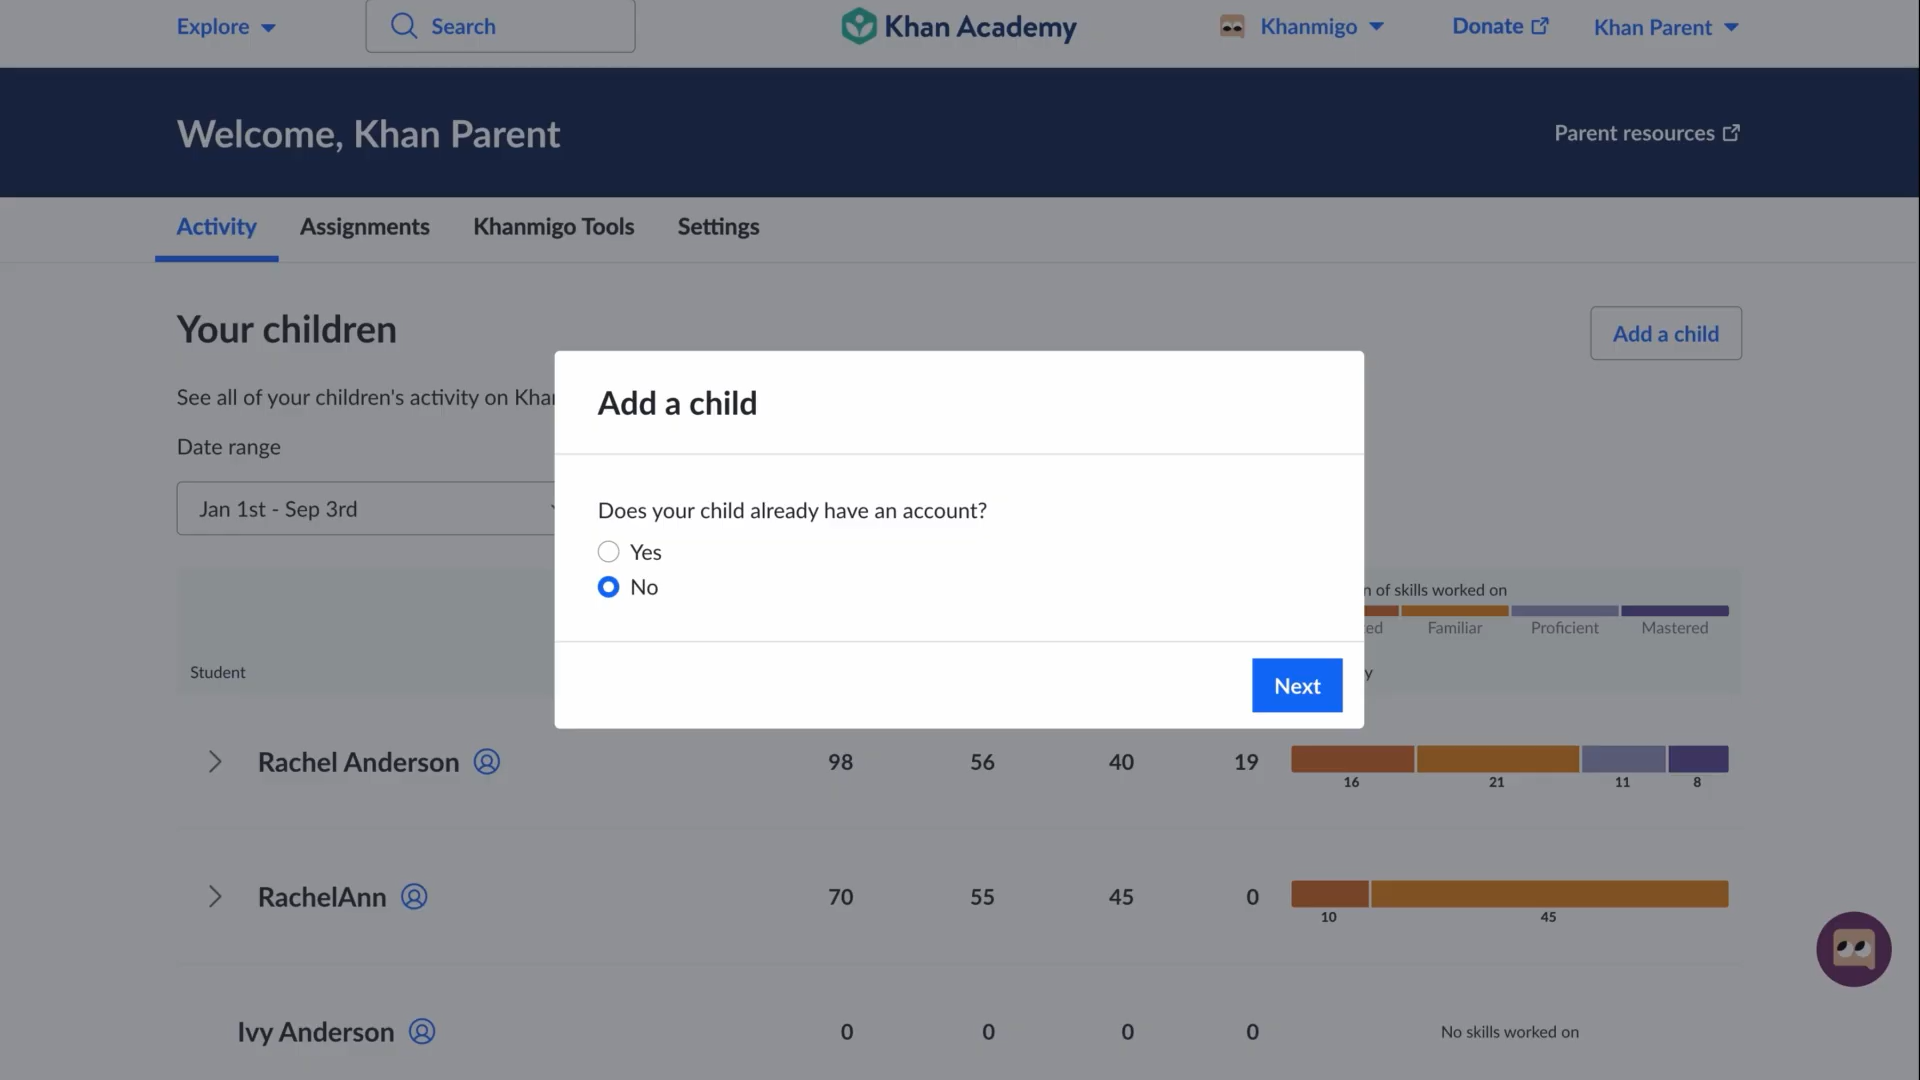 Explore
Search
Khan Academy
Khanmigo
Donate
Khan Parent
Welcome, Khan Parent
Parent resources
Activity
Assignments
Khanmigo Tools
Settings
Your children
Add a child
See all of your children's activity on
Date range
Jan 1st - Sep 3rd
Add a child
Does your child already have an account?
Yes
No
Next
of skills worked on
Familiar
Proficient
Mastered
Student
Rachel Anderson
98
56
40
19
16
21
11
8
RachelAnn
70
55
45
0
10
45
Ivy Anderson
0
0
0
0
No skills worked on